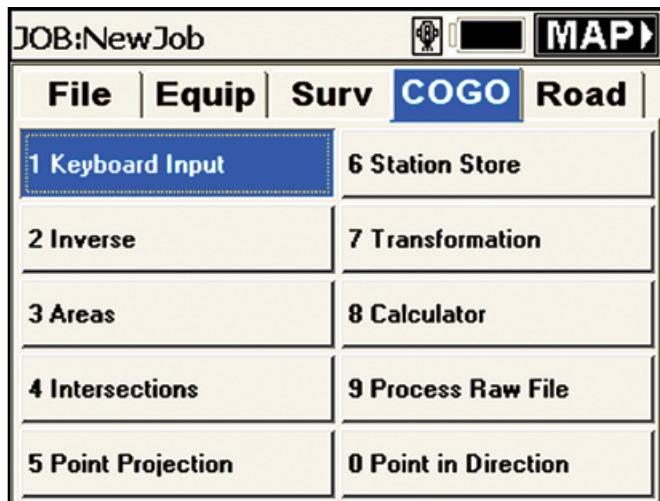 JOB:NewJob MAP
File Equip Surv COGO Road
1 Keyboard Input 6 Station Store
2 Inverse 7 Transformation
3 Areas 8 Calculator
4 Intersections 9 Process Raw File
5 Point Projection 0 Point in Direction